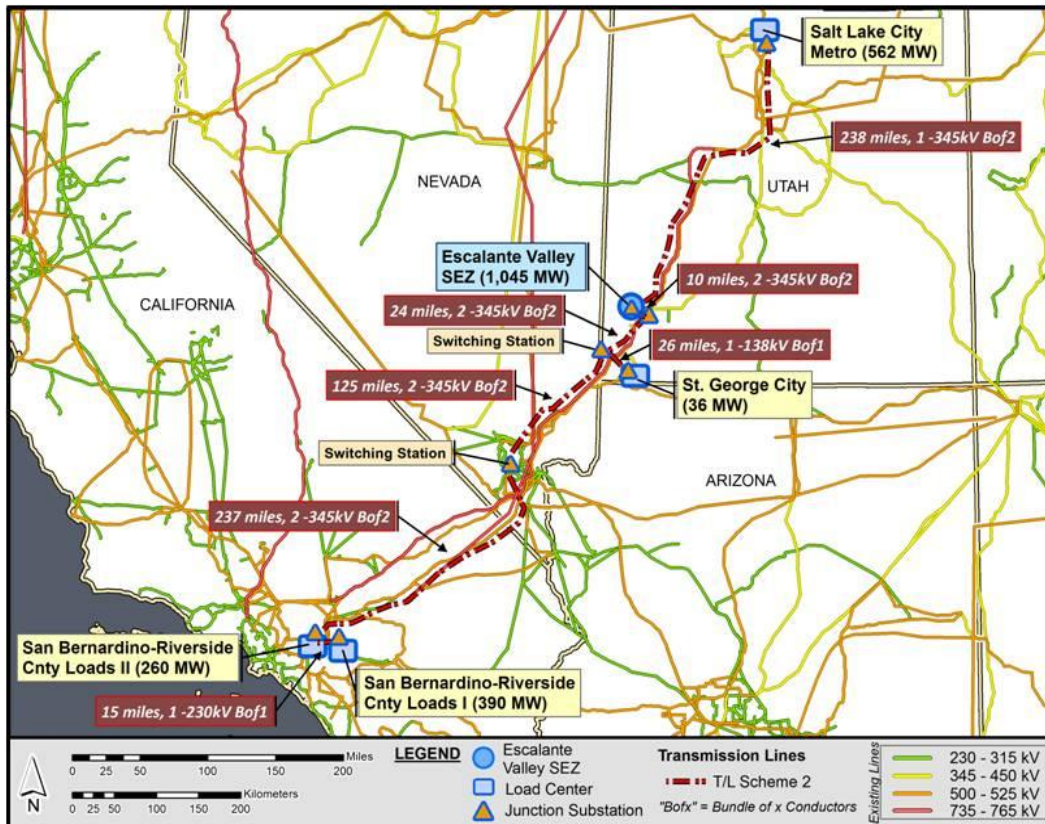 Salt Lake City
Metro (562 MW)
238 miles, 1 -345kV Bof2
NEVADA
UTAH
Escalante Valley
SEZ (1,045 MW)
10 miles, 2 -345kV Bof2
CALIFORNIA
24 miles, 2 -345kV Bof2
Switching Station
26 miles, 1 -138kV Bof1
125 miles, 2 -345kV Bof2
St. George City
(36 MW)
Switching Station
ARIZONA
237 miles, 2 -345kV Bof2
San Bernardino-Riverside
Cnty Loads II (260 MW)
San Bernardino-Riverside
Cnty Loads I (390 MW)
15 miles, 1 -230kV Bof1
N
Miles
0 25 50 100 150 200
Kilometers
0 25 50 100 150 200
LEGEND
Escalante
Valley SEZ
Load Center
Junction Substation
Transmission Lines
T/L Scheme 2
"Bofx" = Bundle of x Conductors
Existing Lines
230 - 315 kV
345 - 450 kV
500 - 525 kV
735 - 765 kV